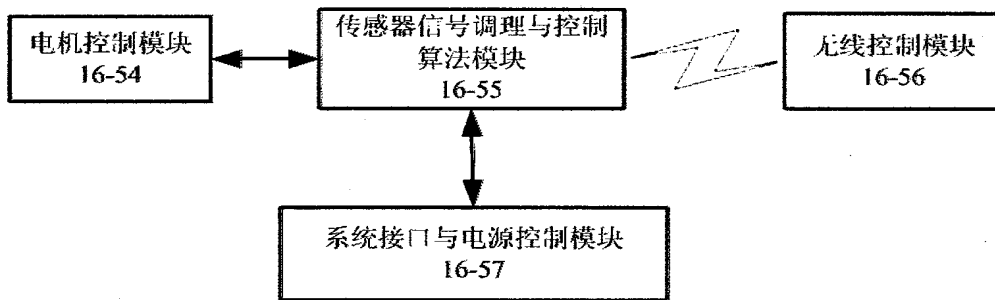 电机控制模块
16-54
传感器信号调理与控制
算法模块
16-55
无线控制模块
16-56
系统接口与电源控制模块
16-57